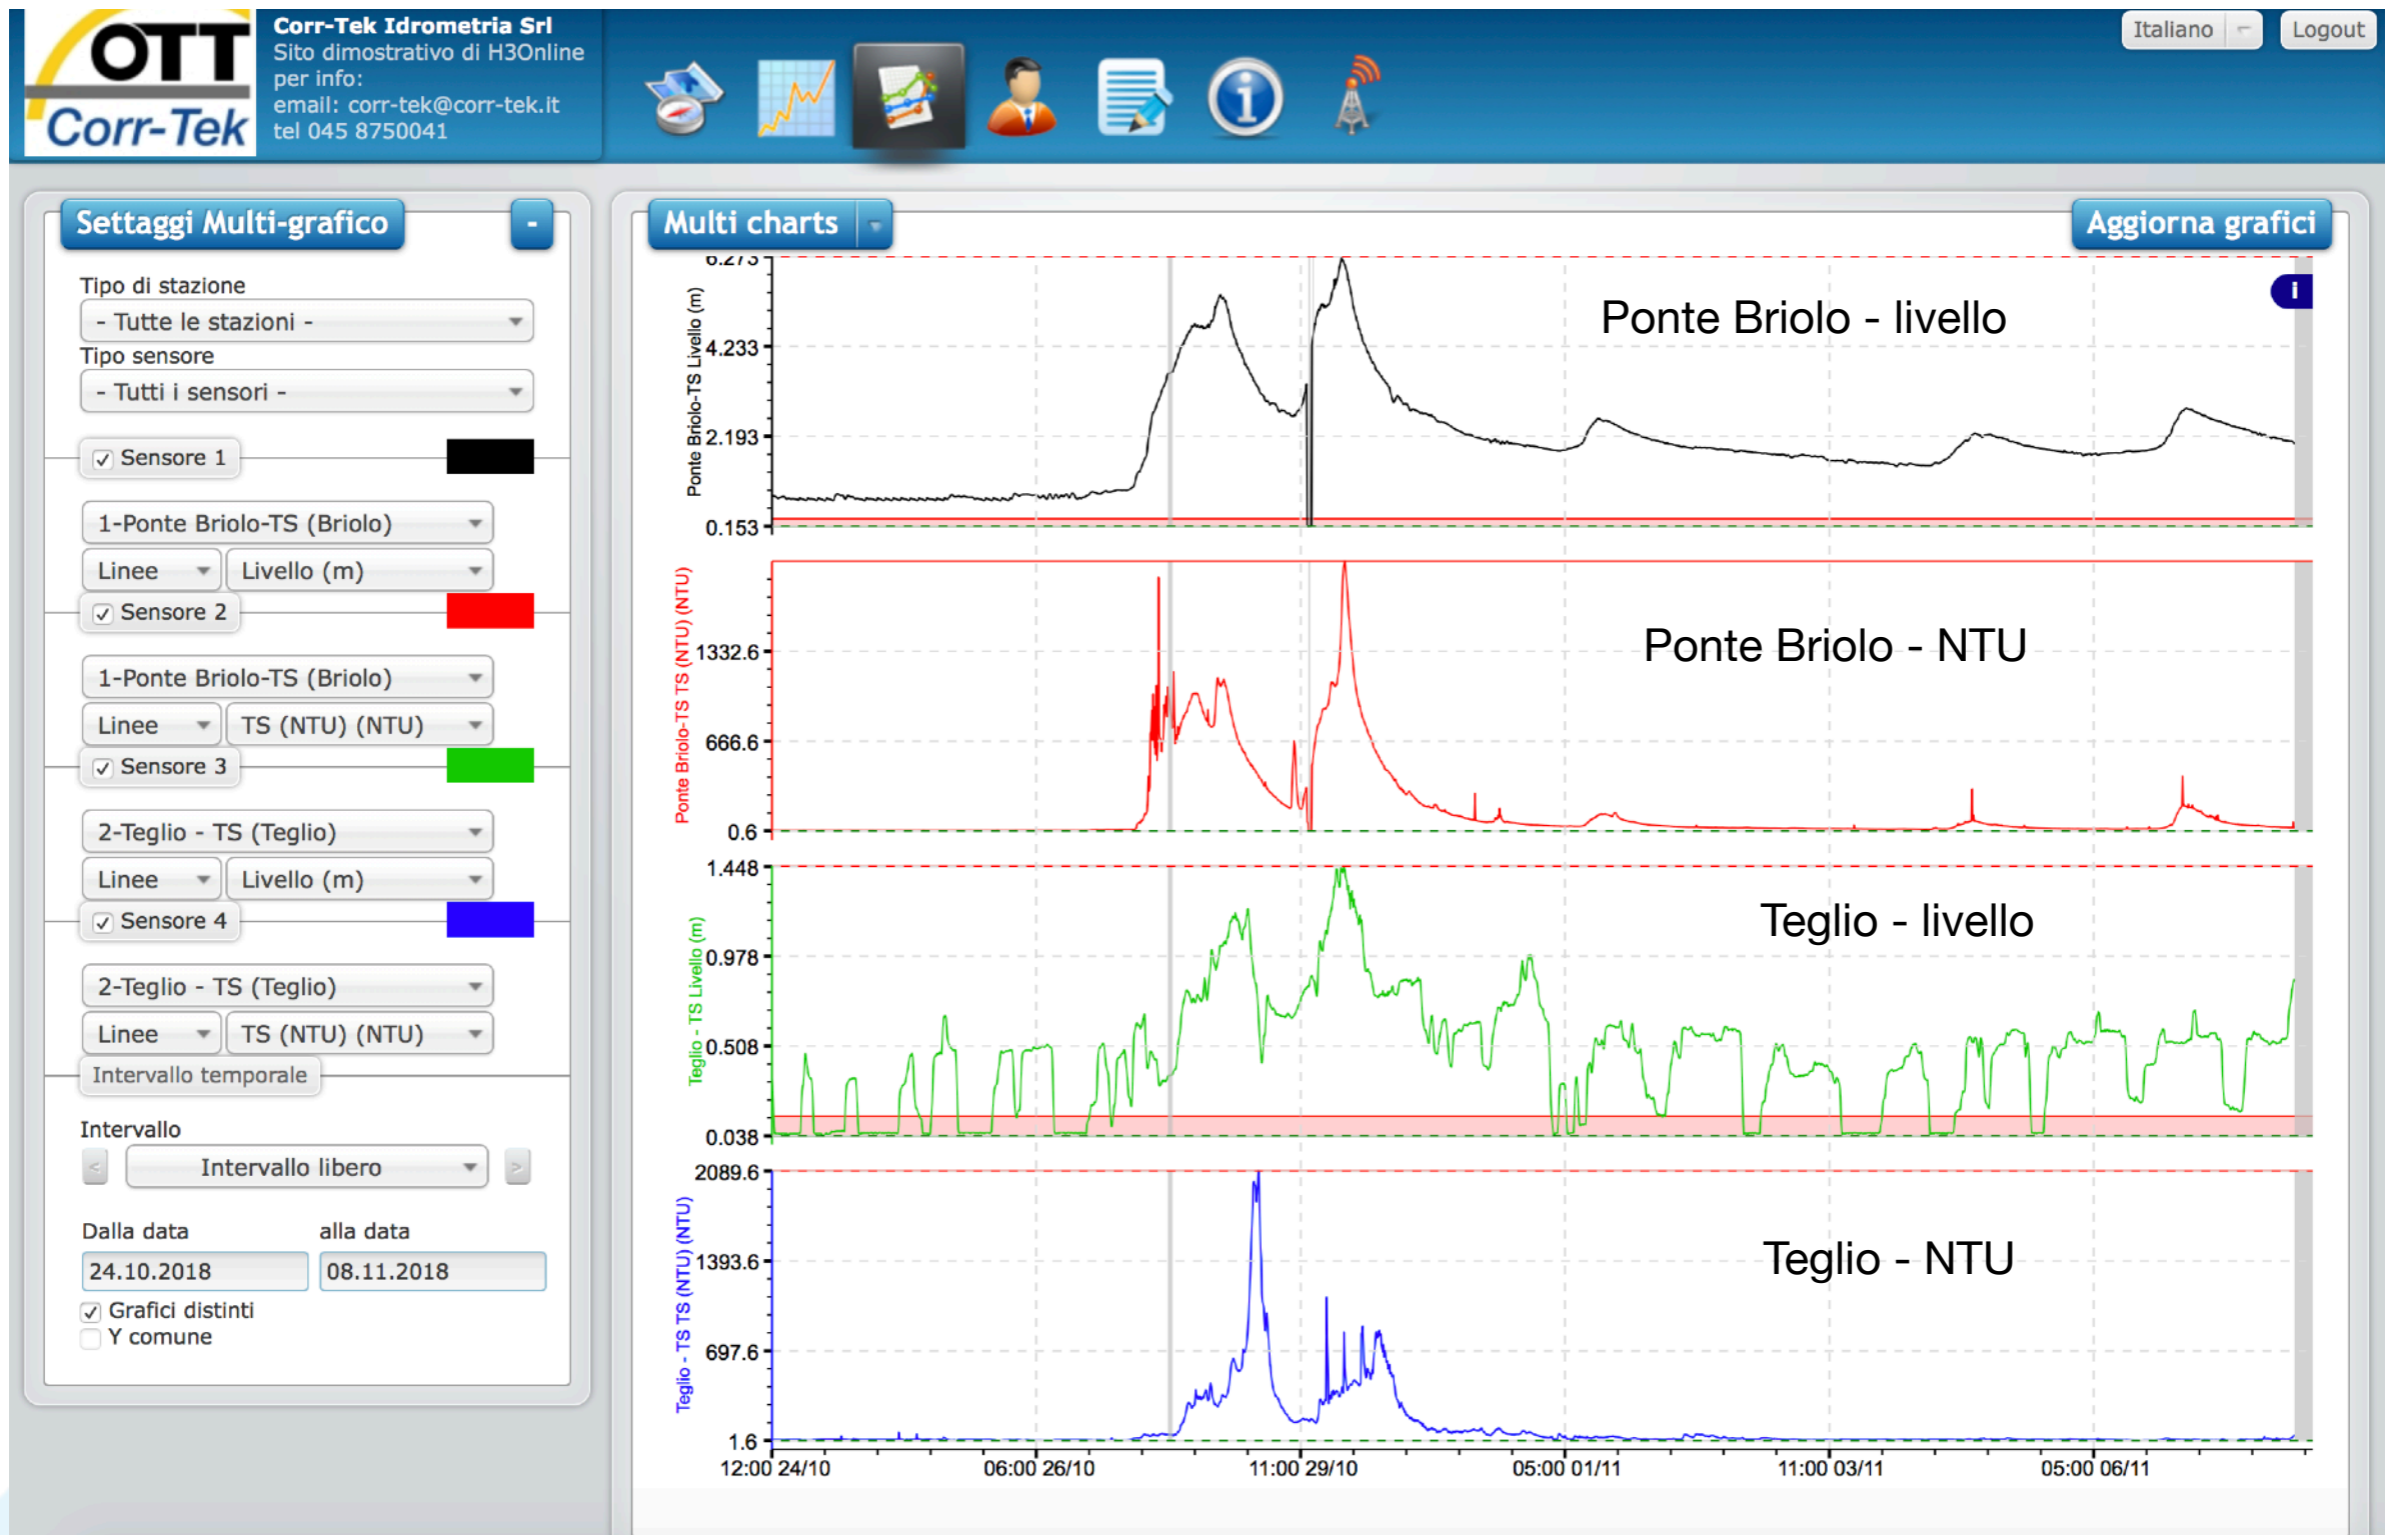 OTT
Corr-Tek
Corr-Tek Idrometria Srl
Sito dimostrativo di H3Online
per info:
email: corr-tek@corr-tek.it
tel 045 8750041
Italiano
Logout
Settaggi Multi-grafico
-
Tipo di stazione
- Tutte le stazioni -
Tipo sensore
- Tutti i sensori -
Sensore 1
1-Ponte Briolo-TS (Briolo)
Linee
Livello (m)
Sensore 2
1-Ponte Briolo-TS (Briolo)
Linee
TS (NTU) (NTU)
Sensore 3
2-Teglio - TS (Teglio)
Linee
Livello (m)
Sensore 4
2-Teglio - TS (Teglio)
Linee
TS (NTU) (NTU)
Intervallo temporale
Intervallo
<
Intervallo libero
>
Dalla data
alla data
24.10.2018
08.11.2018
Grafici distinti
Y comune
Multi charts
Aggiorna grafici
Ponte Briolo-TS Livello (m)
6.273
4.233
2.193
0.153
Ponte Briolo - livello
i
Ponte Briolo-TS TS (NTU) (NTU)
1332.6
666.6
0.6
Ponte Briolo - NTU
Teglio - TS Livello (m)
1.448
0.978
0.508
0.038
Teglio - livello
Teglio - TS TS (NTU) (NTU)
2089.6
1393.6
697.6
1.6
Teglio - NTU
12:00 24/10
06:00 26/10
11:00 29/10
05:00 01/11
11:00 03/11
05:00 06/11